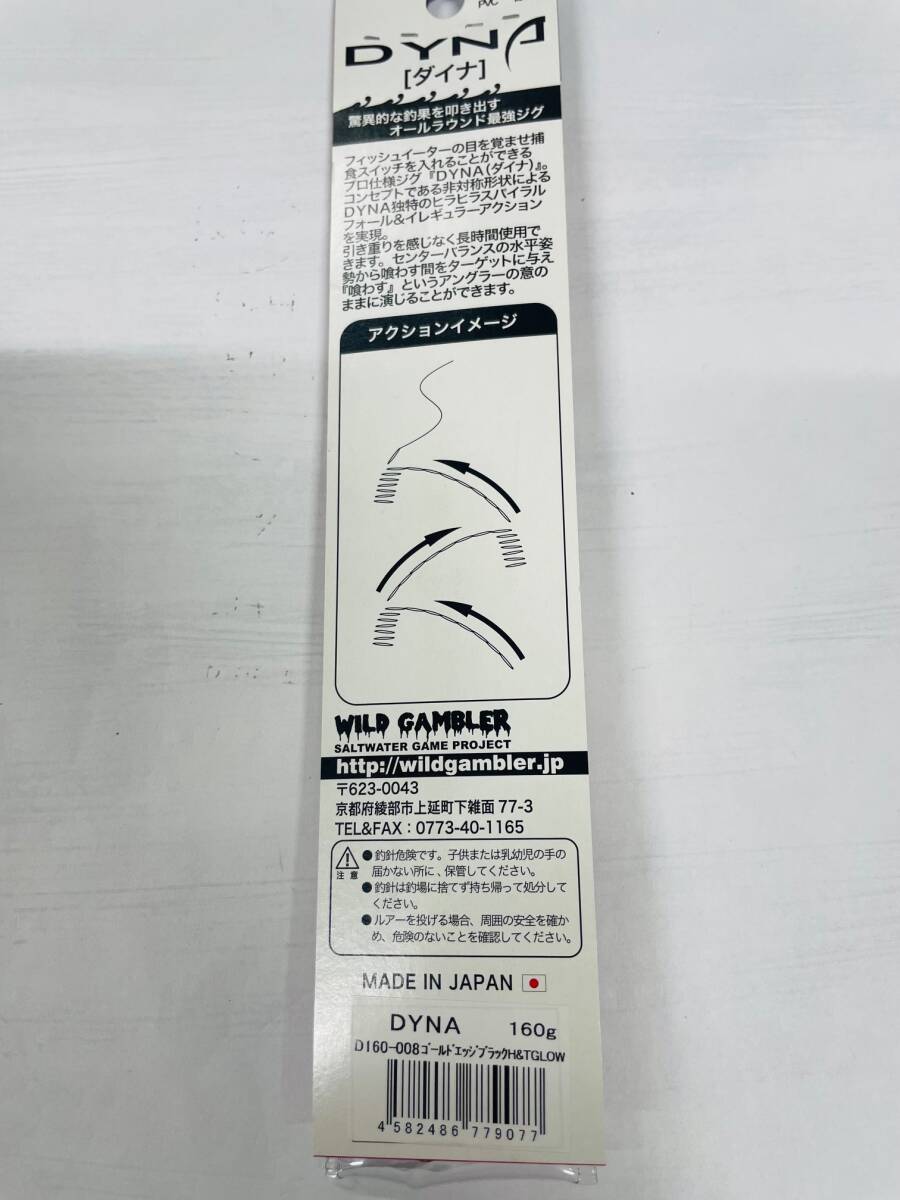 PVC
DYNA
[ダイナ]
驚異的な釣果を叩き出す
オールラウンド最強ジグ
フィッシュイーターの目を覚ませ捕
食スイッチを入れることができる
プロ仕様ジグ『DYNA(ダイナ)』。
コンセプトである非対称形状による
DYNA独特のヒラヒラスパイラル
フォール&イレギュラーアクション
を実現。
引き重りを感じなく長時間使用で
きます。センターバランスの水平姿
勢から喰わす間をターゲットに与え
『喰わす』というアングラーの意の
ままに演じることができます。
アクションイメージ
WILD GAMBLER
SALTWATER GAME PROJECT
http://wildgambler.jp
〒623-0043
京都府綾部市上延町下雑面 77-3
TEL&FAX : 0773-40-1165
注意
●釣針危険です。子供または乳幼児の手の
届かない所に、保管してください。
●釣針は釣場に捨てず持ち帰って処分して
ください。
●ルアーを投げる場合、周囲の安全を確か
め、危険のないことを確認してください。
MADE IN JAPAN
DYNA 160g
D160-008ｺﾞｰﾙﾄﾞｴｯｼﾞﾌﾞﾗｯｸH&TGLOW
4 582486 779077